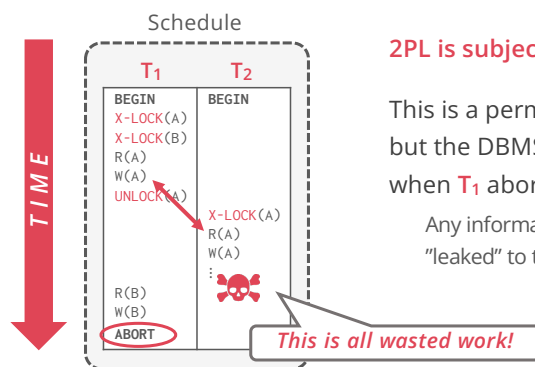 Schedule
TIME
T1 T2
BEGIN BEGIN
X-LOCK(A)
X-LOCK(B)
R(A)
W(A)
UNLOCK(A)
X-LOCK(A)
R(A)
W(A)
⋮
R(B)
W(B)
ABORT
This is all wasted work!
2PL is subjec
This is a perm
but the DBMS
when T1 abor
Any informa
"leaked" to t